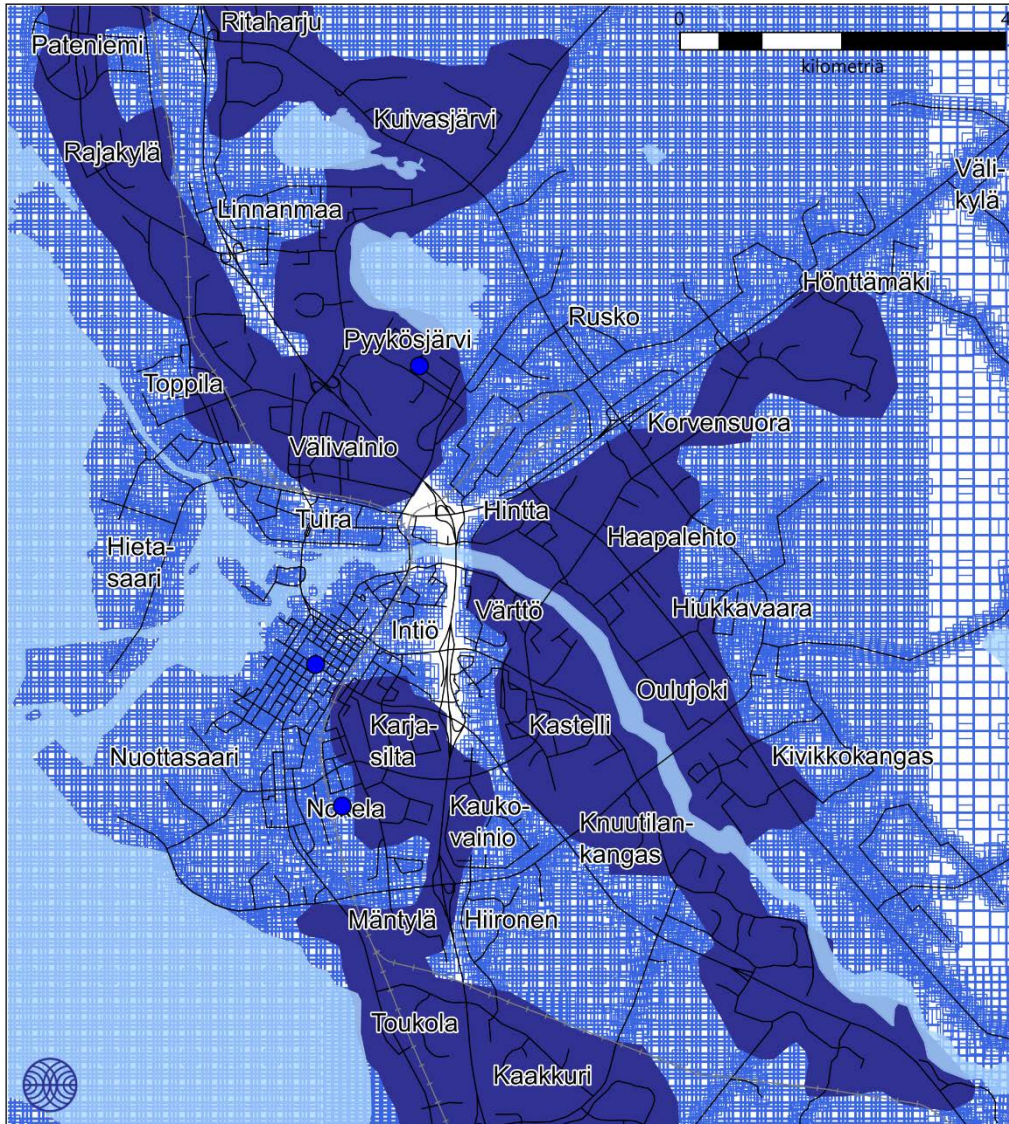 Ritaharju
Pateniemi
0
4
kilometriä
Kuivasjärvi
Rajakylä
Väli-
kylä
Linnanmaa
Hönttämäki
Rusko
Pyykösjärvi
Toppila
Korvensuora
Välivainio
Hintta
Tuira
Haapalehto
Hieta-
saari
Värttö
Hiukkavaara
Intiö
Oulujoki
Karja-
silta
Kastelli
Nuottasaari
Kivikkokangas
Nokela
Kauko-
vainio
Knuutilan-
kangas
Mäntylä
Hiironen
Toukola
Kaakkuri